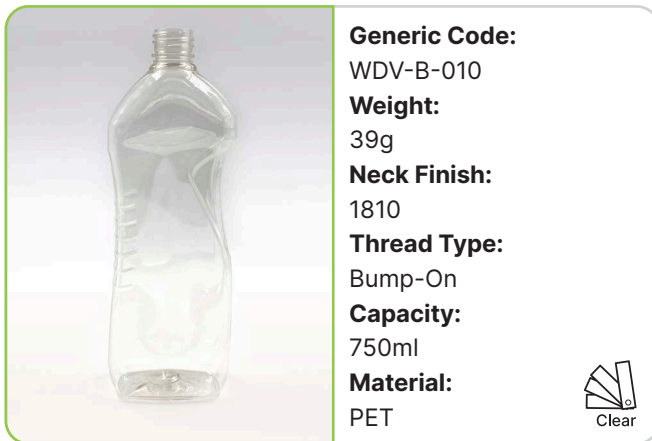 Generic Code:
WDV-B-010
Weight:
39g
Neck Finish:
1810
Thread Type:
Bump-On
Capacity:
750ml
Material:
PET
Clear